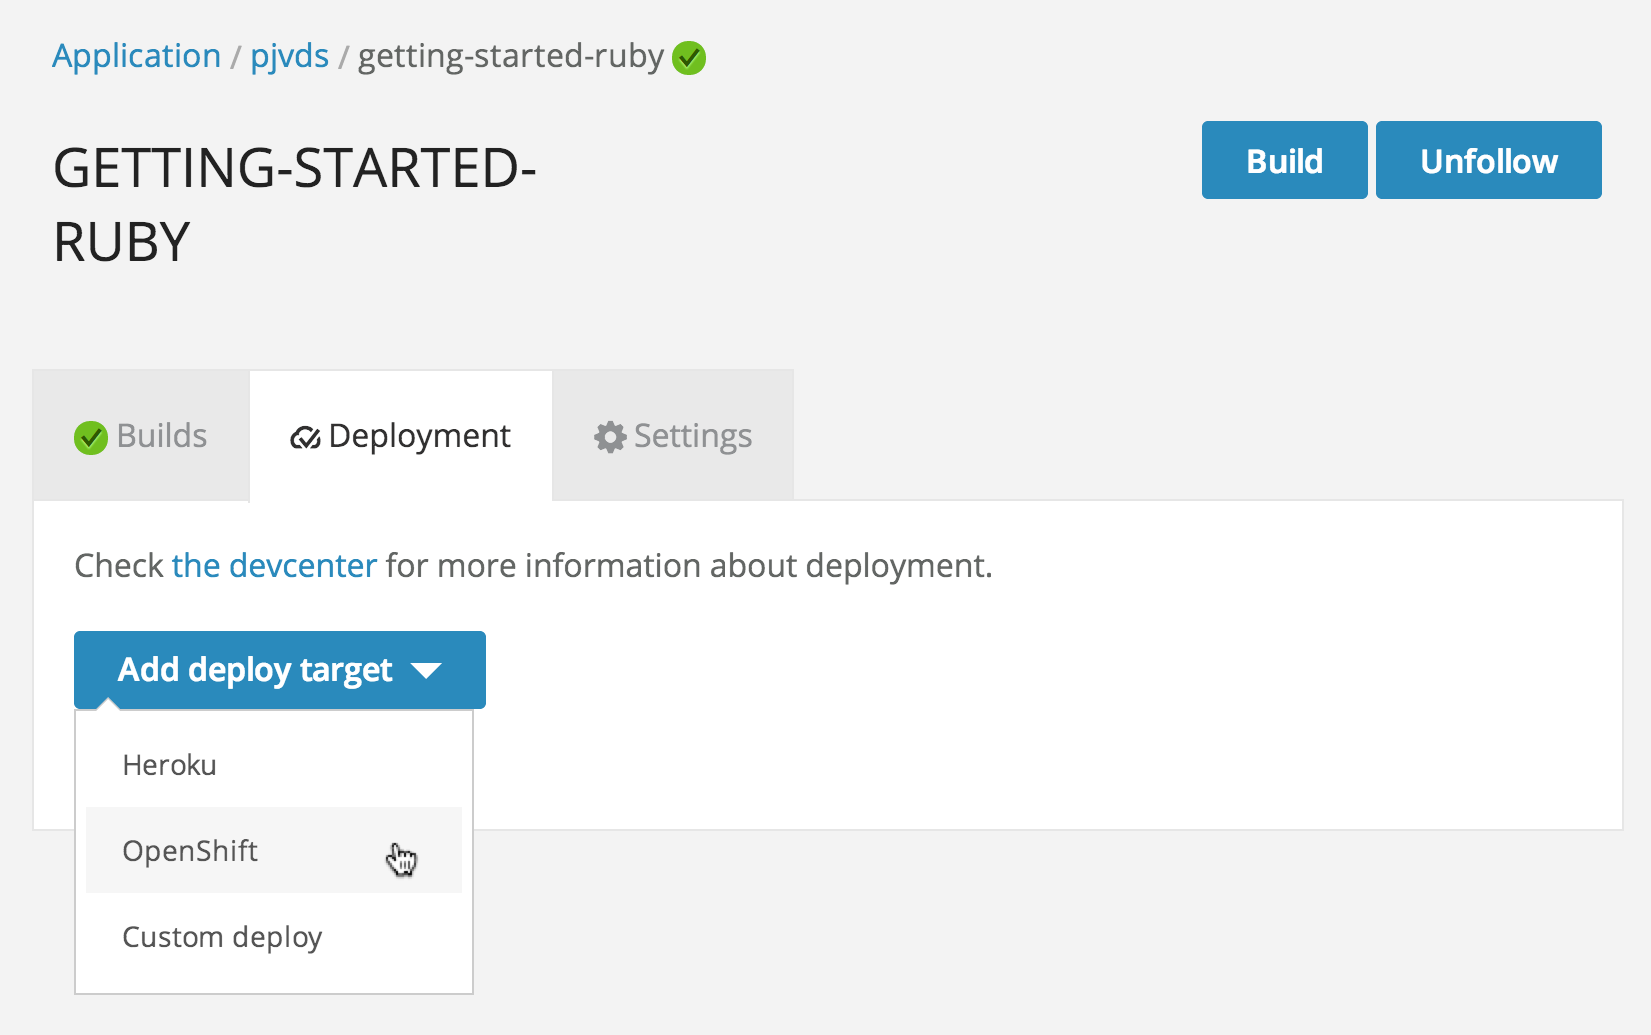 Application / pjvds / getting-started-ruby
GETTING-STARTED-
RUBY
Build
Unfollow
Builds
Deployment
Settings
Check the devcenter for more information about deployment.
Add deploy target
Heroku
OpenShift
Custom deploy